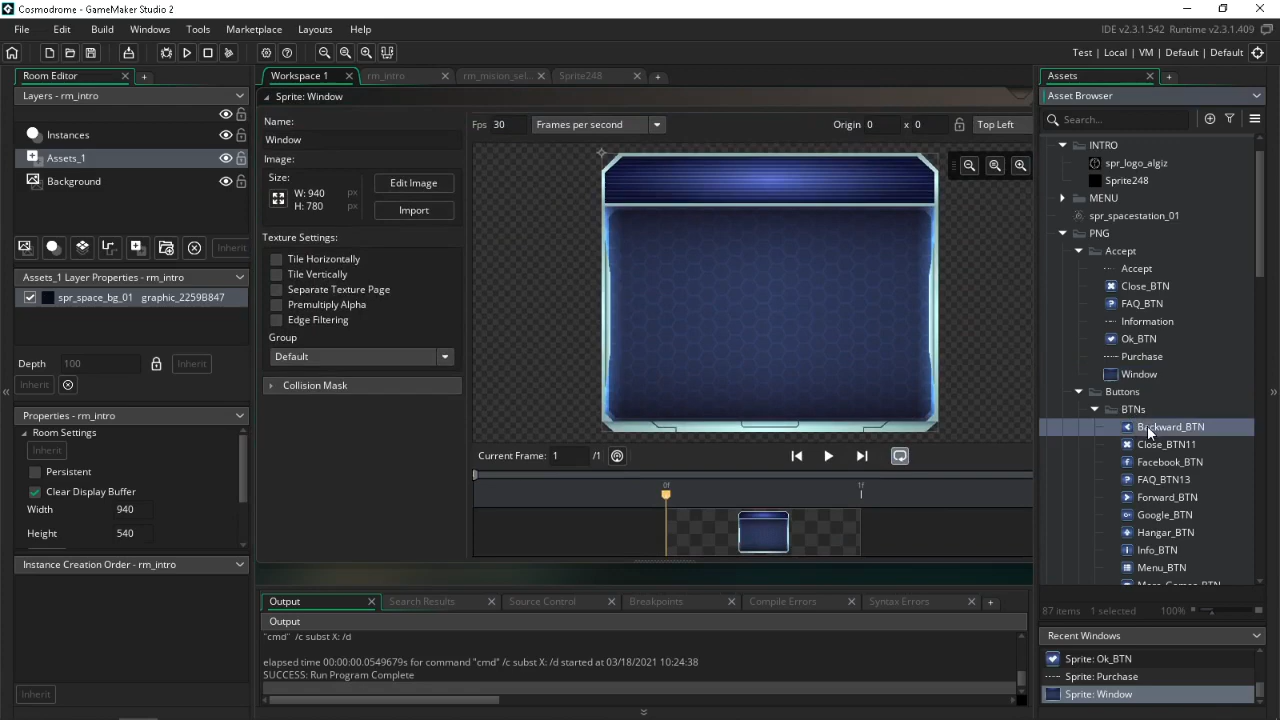 Cosmodrome - GameMaker Studio 2
File Edit Build Windows Tools Marketplace Layouts Help
IDE v2.3.1.542 Runtime v2.3.1.409
Test | Local | VM | Default | Default
Room Editor
Layers - rm_intro
Instances
Assets_1
Background
Inherit
Assets_1 Layer Properties - rm_intro
spr_space_bg_01 graphic_2259B847
Depth 100 Inherit
Inherit
Properties - rm_intro
Room Settings
Inherit
Persistent
Clear Display Buffer
Width 940
Height 540
Instance Creation Order - rm_intro
Inherit
Workspace 1 rm_intro rm_mision_sel... Sprite248
Sprite: Window
Name:
Window
Image:
Size:
W: 940 px
H: 780 px
Edit Image
Import
Texture Settings:
Tile Horizontally
Tile Vertically
Separate Texture Page
Premultiply Alpha
Edge Filtering
Group
Default
Collision Mask
Fps 30 Frames per second Origin 0 x 0 Top Left
Current Frame: 1 /1
0f 1f
Output Search Results Source Control Breakpoints Compile Errors Syntax Errors
Output
"cmd" /c subst X: /d
elapsed time 00:00:00.0549679s for command "cmd" /c subst X: /d started at 03/18/2021 10:24:38
SUCCESS: Run Program Complete
Assets
Asset Browser
Search...
INTRO
spr_logo_algiz
Sprite248
MENU
spr_spacestation_01
PNG
Accept
Accept
Close_BTN
FAQ_BTN
Information
Ok_BTN
Purchase
Window
Buttons
BTNs
Backward_BTN
Close_BTN11
Facebook_BTN
FAQ_BTN13
Forward_BTN
Google_BTN
Hangar_BTN
Info_BTN
Menu_BTN
87 items 1 selected 100%
Recent Windows
Sprite: Ok_BTN
Sprite: Purchase
Sprite: Window